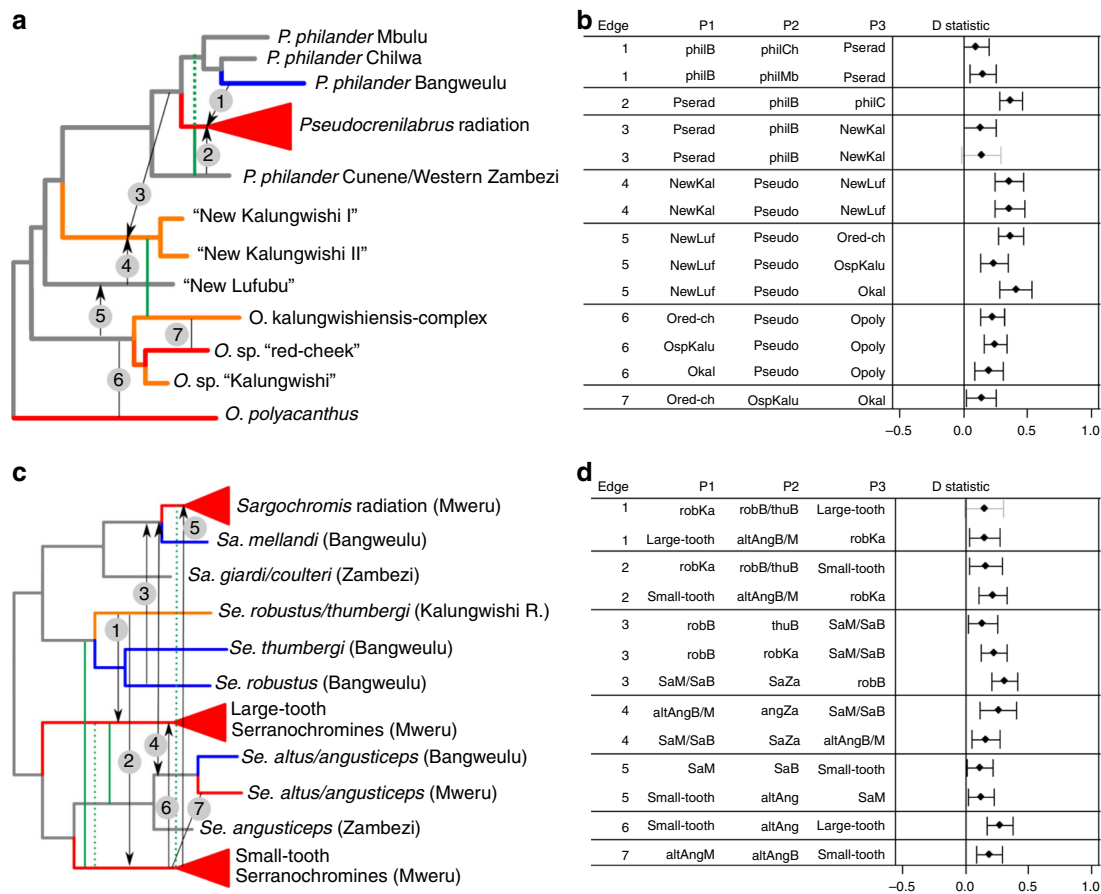 a
P. philander Mbulu
P. philander Chilwa
P. philander Bangweulu
1
Pseudocrenilabrus radiation
2
P. philander Cunene/Western Zambezi
3
“New Kalungwishi I”
4
“New Kalungwishi II”
“New Lufubu”
5
O. kalungwishiensis-complex
7
O. sp. “red-cheek”
6
O. sp. “Kalungwishi”
O. polyacanthus
b
Edge P1 P2 P3 D statistic
1 philB philCh Pserad
1 philB philMb Pserad
2 Pserad philB philC
3 Pserad philB NewKal
3 Pserad philB NewKal
4 NewKal Pseudo NewLuf
4 NewKal Pseudo NewLuf
5 NewLuf Pseudo Ored-ch
5 NewLuf Pseudo OspKalu
5 NewLuf Pseudo Okal
6 Ored-ch Pseudo Opoly
6 OspKalu Pseudo Opoly
6 Okal Pseudo Opoly
7 Ored-ch OspKalu Okal
−0.5 0.0 0.5 1.0
c
Sargochromis radiation (Mweru)
5
Sa. mellandi (Bangweulu)
Sa. giardi/coulteri (Zambezi)
3
Se. robustus/thumbergi (Kalungwishi R.)
1
Se. thumbergi (Bangweulu)
Se. robustus (Bangweulu)
Large-tooth
Serranochromines (Mweru)
4
2
Se. altus/angusticeps (Bangweulu)
Se. altus/angusticeps (Mweru)
6 7
Se. angusticeps (Zambezi)
Small-tooth
Serranochromines (Mweru)
d
Edge P1 P2 P3 D statistic
1 robKa robB/thuB Large-tooth
1 Large-tooth altAngB/M robKa
2 robKa robB/thuB Small-tooth
2 Small-tooth altAngB/M robKa
3 robB thuB SaM/SaB
3 robB robKa SaM/SaB
3 SaM/SaB SaZa robB
4 altAngB/M angZa SaM/SaB
4 SaM/SaB SaZa altAngB/M
5 SaM SaB Small-tooth
5 Small-tooth altAng SaM
6 Small-tooth altAng Large-tooth
7 altAngM altAngB Small-tooth
−0.5 0.0 0.5 1.0